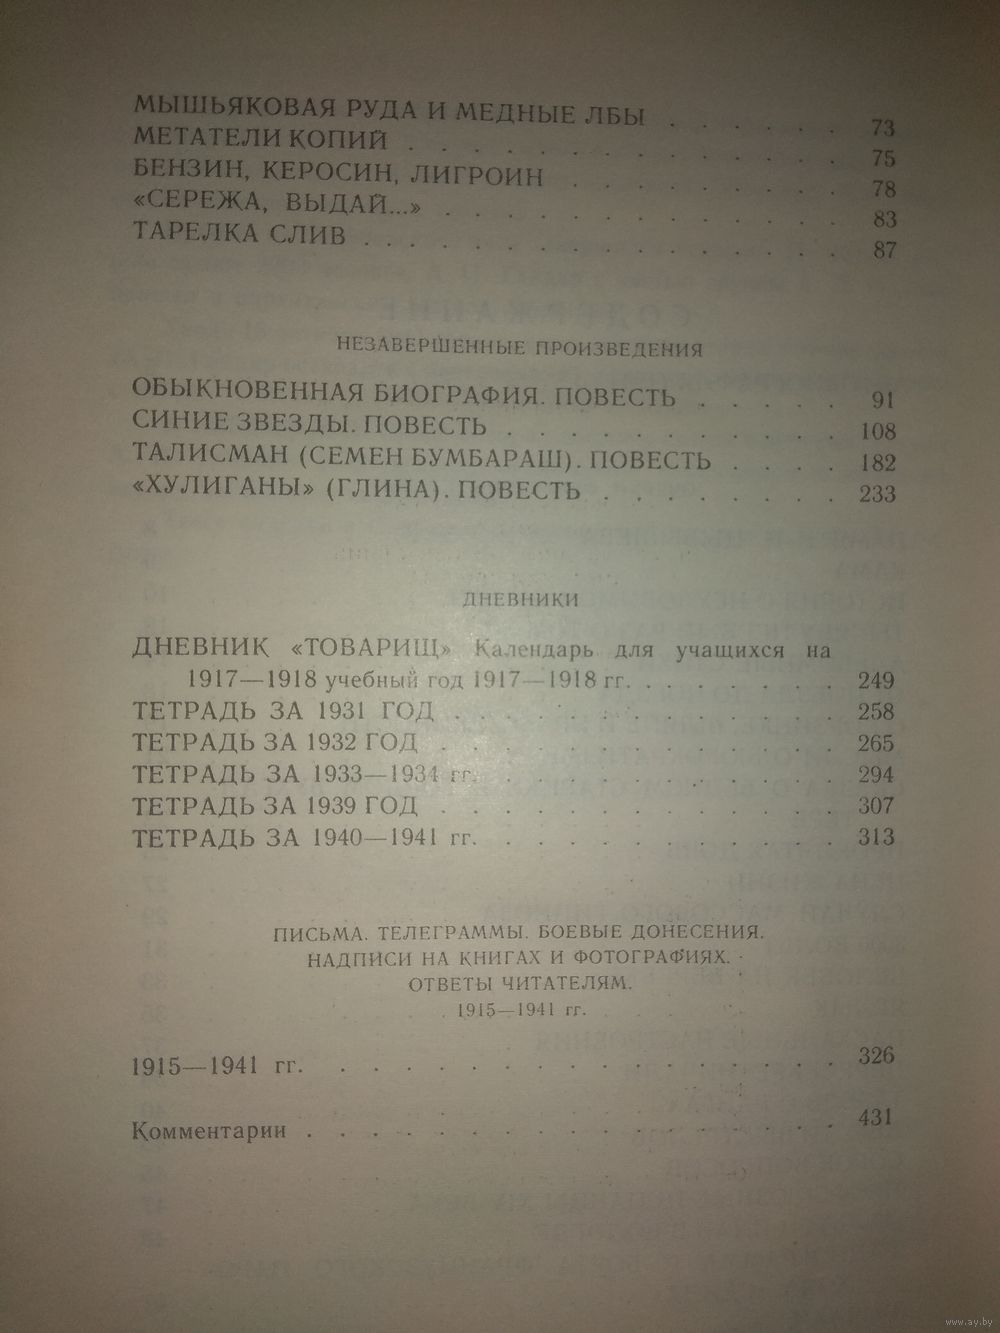 МЫШЬЯКОВАЯ РУДА И МЕДНЫЕ ЛБЫ . . . . . . 73
МЕТАТЕЛИ КОПИЙ . . . . . . . . . . . . . 75
БЕНЗИН, КЕРОСИН, ЛИГРОИН . . . . . . . . 78
«СЕРЕЖА, ВЫДАЙ...» . . . . . . . . . . . . 83
ТАРЕЛКА СЛИВ . . . . . . . . . . . . . . 87
СОДЕРЖАНИЕ
НЕЗАВЕРШЕННЫЕ ПРОИЗВЕДЕНИЯ
ОБЫКНОВЕННАЯ БИОГРАФИЯ. ПОВЕСТЬ . . . . . 91
СИНИЕ ЗВЕЗДЫ. ПОВЕСТЬ . . . . . . . . . . 108
ТАЛИСМАН (СЕМЕН БУМБАРАШ). ПОВЕСТЬ . . . . 182
«ХУЛИГАНЫ» (ГЛИНА). ПОВЕСТЬ . . . . . . . . 233
ДНЕВНИКИ
ДНЕВНИК «ТОВАРИЩ» Календарь для учащихся на
1917—1918 учебный год 1917—1918 гг. . . . . . . . 249
ТЕТРАДЬ ЗА 1931 ГОД . . . . . . . . . . . . 258
ТЕТРАДЬ ЗА 1932 ГОД . . . . . . . . . . . . 265
ТЕТРАДЬ ЗА 1933—1934 гг. . . . . . . . . . . 294
ТЕТРАДЬ ЗА 1939 ГОД . . . . . . . . . . . . 307
ТЕТРАДЬ ЗА 1940—1941 гг. . . . . . . . . . . 313
ПИСЬМА. ТЕЛЕГРАММЫ. БОЕВЫЕ ДОНЕСЕНИЯ.
НАДПИСИ НА КНИГАХ И ФОТОГРАФИЯХ.
ОТВЕТЫ ЧИТАТЕЛЯМ.
1915—1941 гг.
1915—1941 гг. . . . . . . . . . . . . . . . 326
Комментарии . . . . . . . . . . . . . . . . 431
www.ay.by